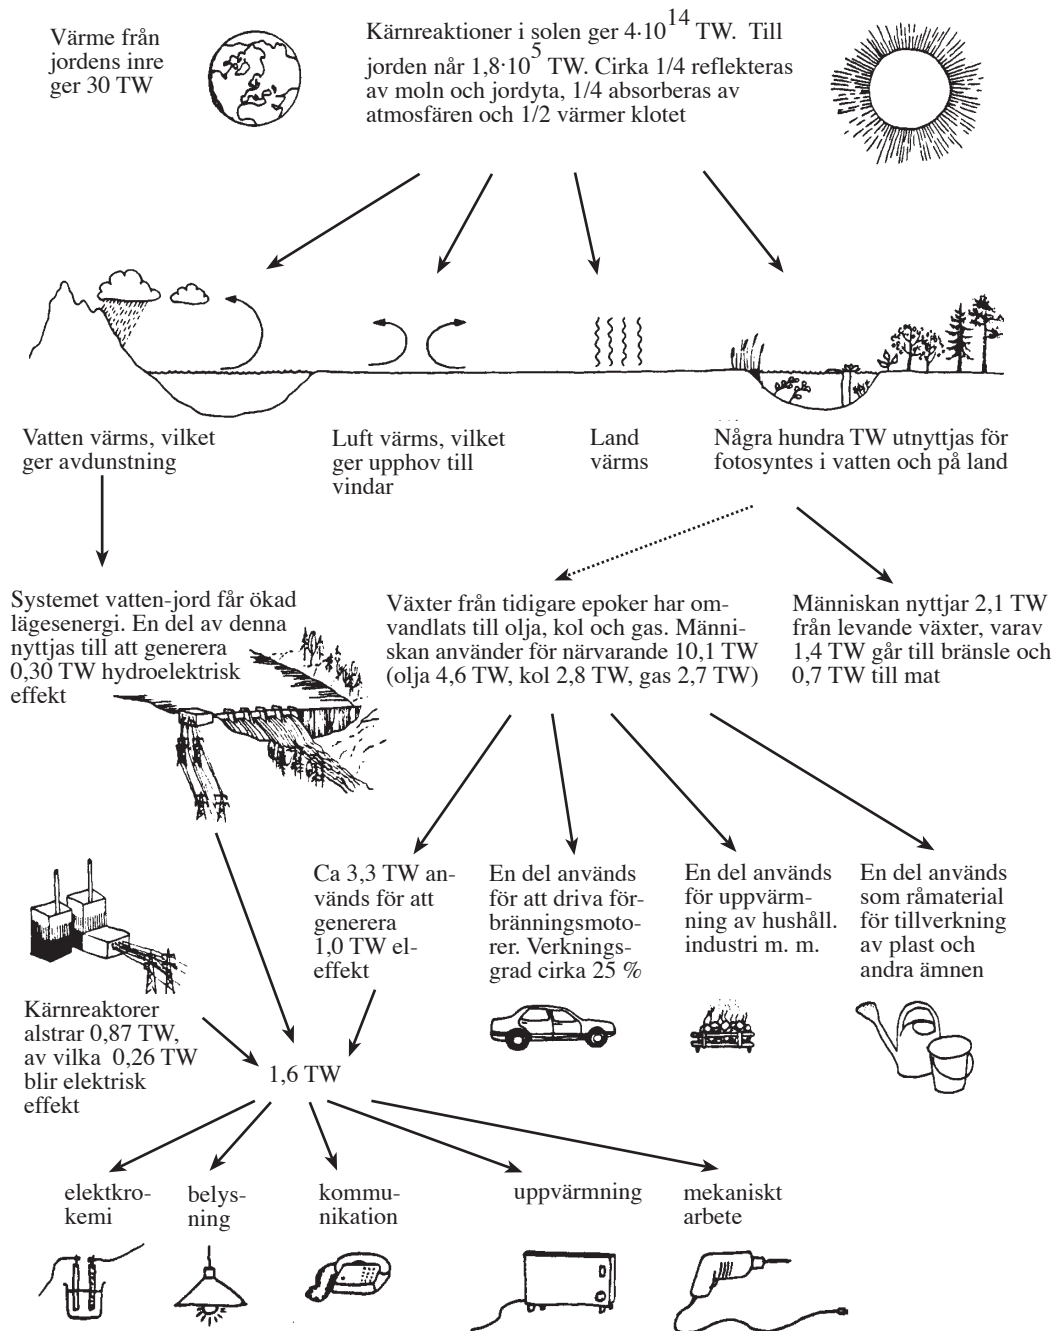 Värme från
jordens inre
ger 30 TW
Kärnreaktioner i solen ger 4·10^14 TW. Till
jorden når 1,8·10^5 TW. Cirka 1/4 reflekteras
av moln och jordyta, 1/4 absorberas av
atmosfären och 1/2 värmer klotet
Vatten värms, vilket
ger avdunstning
Luft värms, vilket
ger upphov till
vindar
Land
värms
Några hundra TW utnyttjas för
fotosyntes i vatten och på land
Systemet vatten-jord får ökad
lägesenergi. En del av denna
nyttjas till att generera
0,30 TW hydroelektrisk
effekt
Växter från tidigare epoker har om-
vandlats till olja, kol och gas. Männi-
skan använder för närvarande 10,1 TW
(olja 4,6 TW, kol 2,8 TW, gas 2,7 TW)
Människan nyttjar 2,1 TW
från levande växter, varav
1,4 TW går till bränsle och
0,7 TW till mat
Ca 3,3 TW an-
vänds för att
generera
1,0 TW el-
effekt
En del används
för att driva för-
bränningsmoto-
rer. Verknings-
grad cirka 25 %
En del används
för uppvärm-
ning av hushåll.
industri m. m.
En del används
som råmaterial
för tillverkning
av plast och
andra ämnen
Kärnreaktorer
alstrar 0,87 TW,
av vilka 0,26 TW
blir elektrisk
effekt
1,6 TW
elektkro-
kemi
belys-
ning
kommu-
nikation
uppvärmning
mekaniskt
arbete